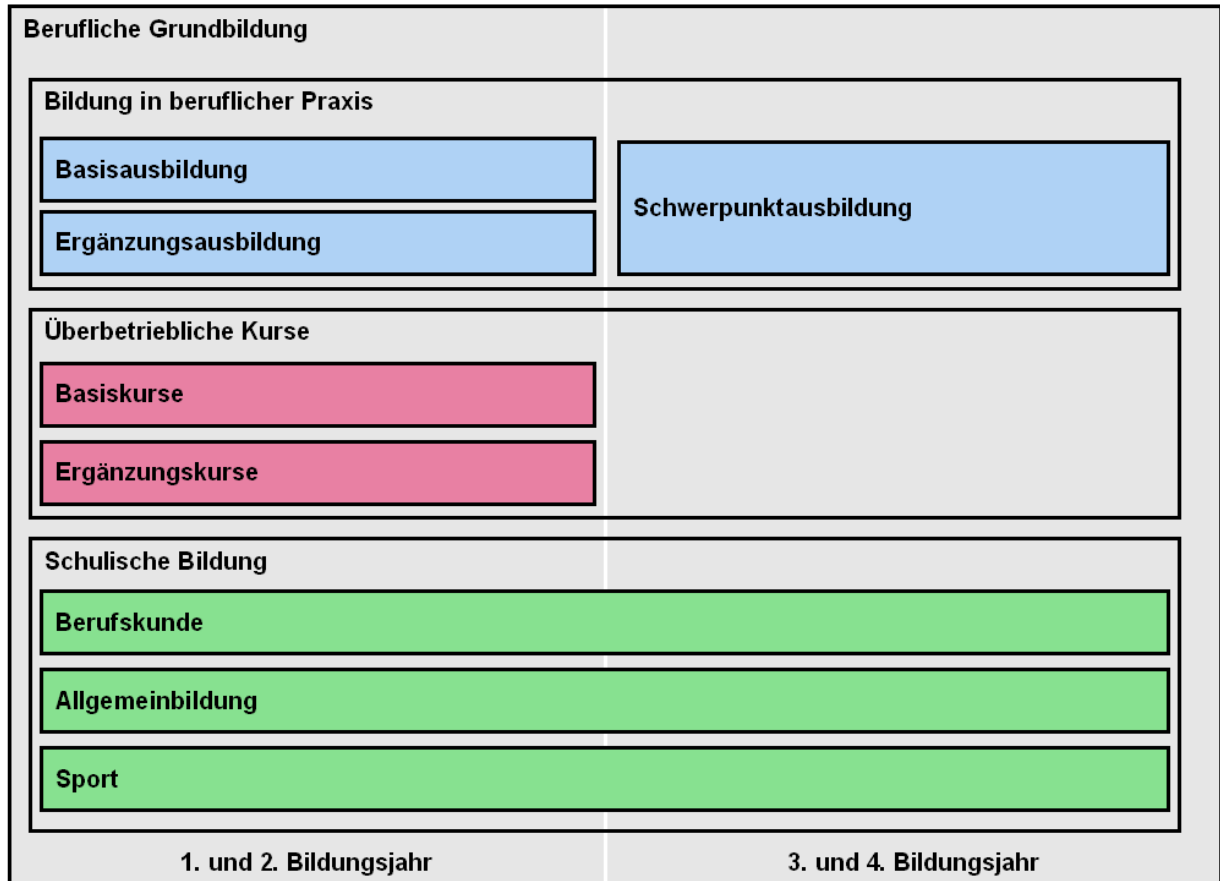 Berufliche Grundbildung
Bildung in beruflicher Praxis
Basisausbildung
Ergänzungsausbildung
Schwerpunktausbildung
Überbetriebliche Kurse
Basiskurse
Ergänzungskurse
Schulische Bildung
Berufskunde
Allgemeinbildung
Sport
1. und 2. Bildungsjahr
3. und 4. Bildungsjahr